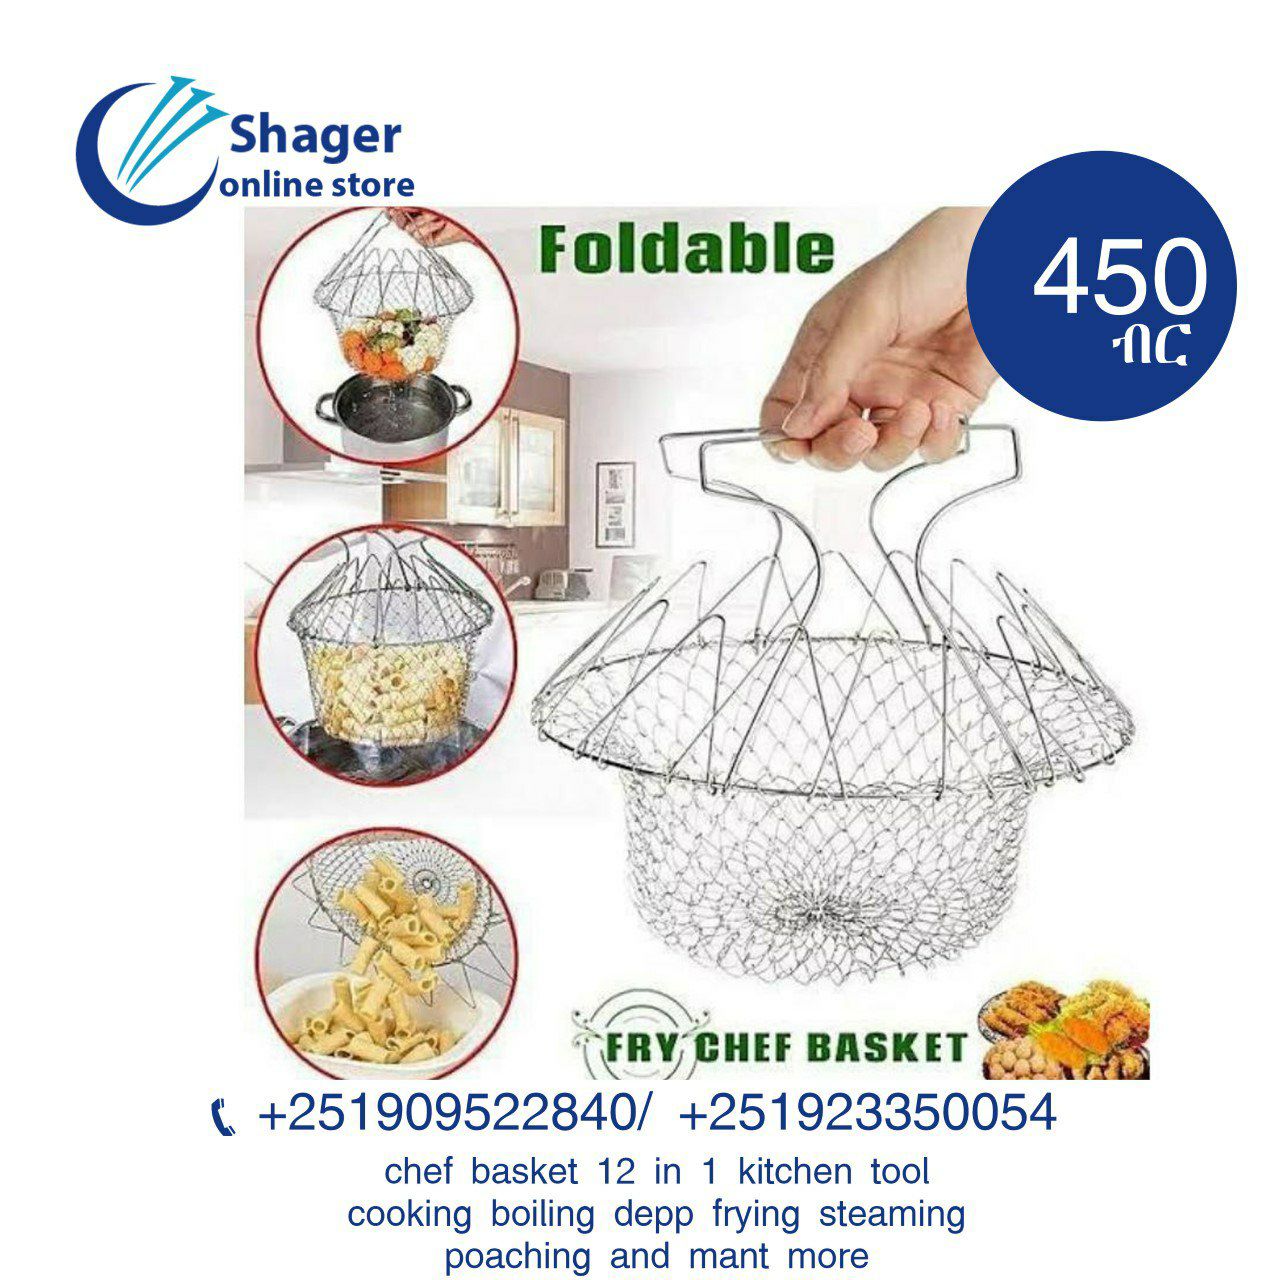 Shager
online store
Foldable
450
ብር
FRY CHEF BASKET
+251909522840/ +251923350054
chef basket 12 in 1 kitchen tool
cooking boiling depp frying steaming
poaching and mant more